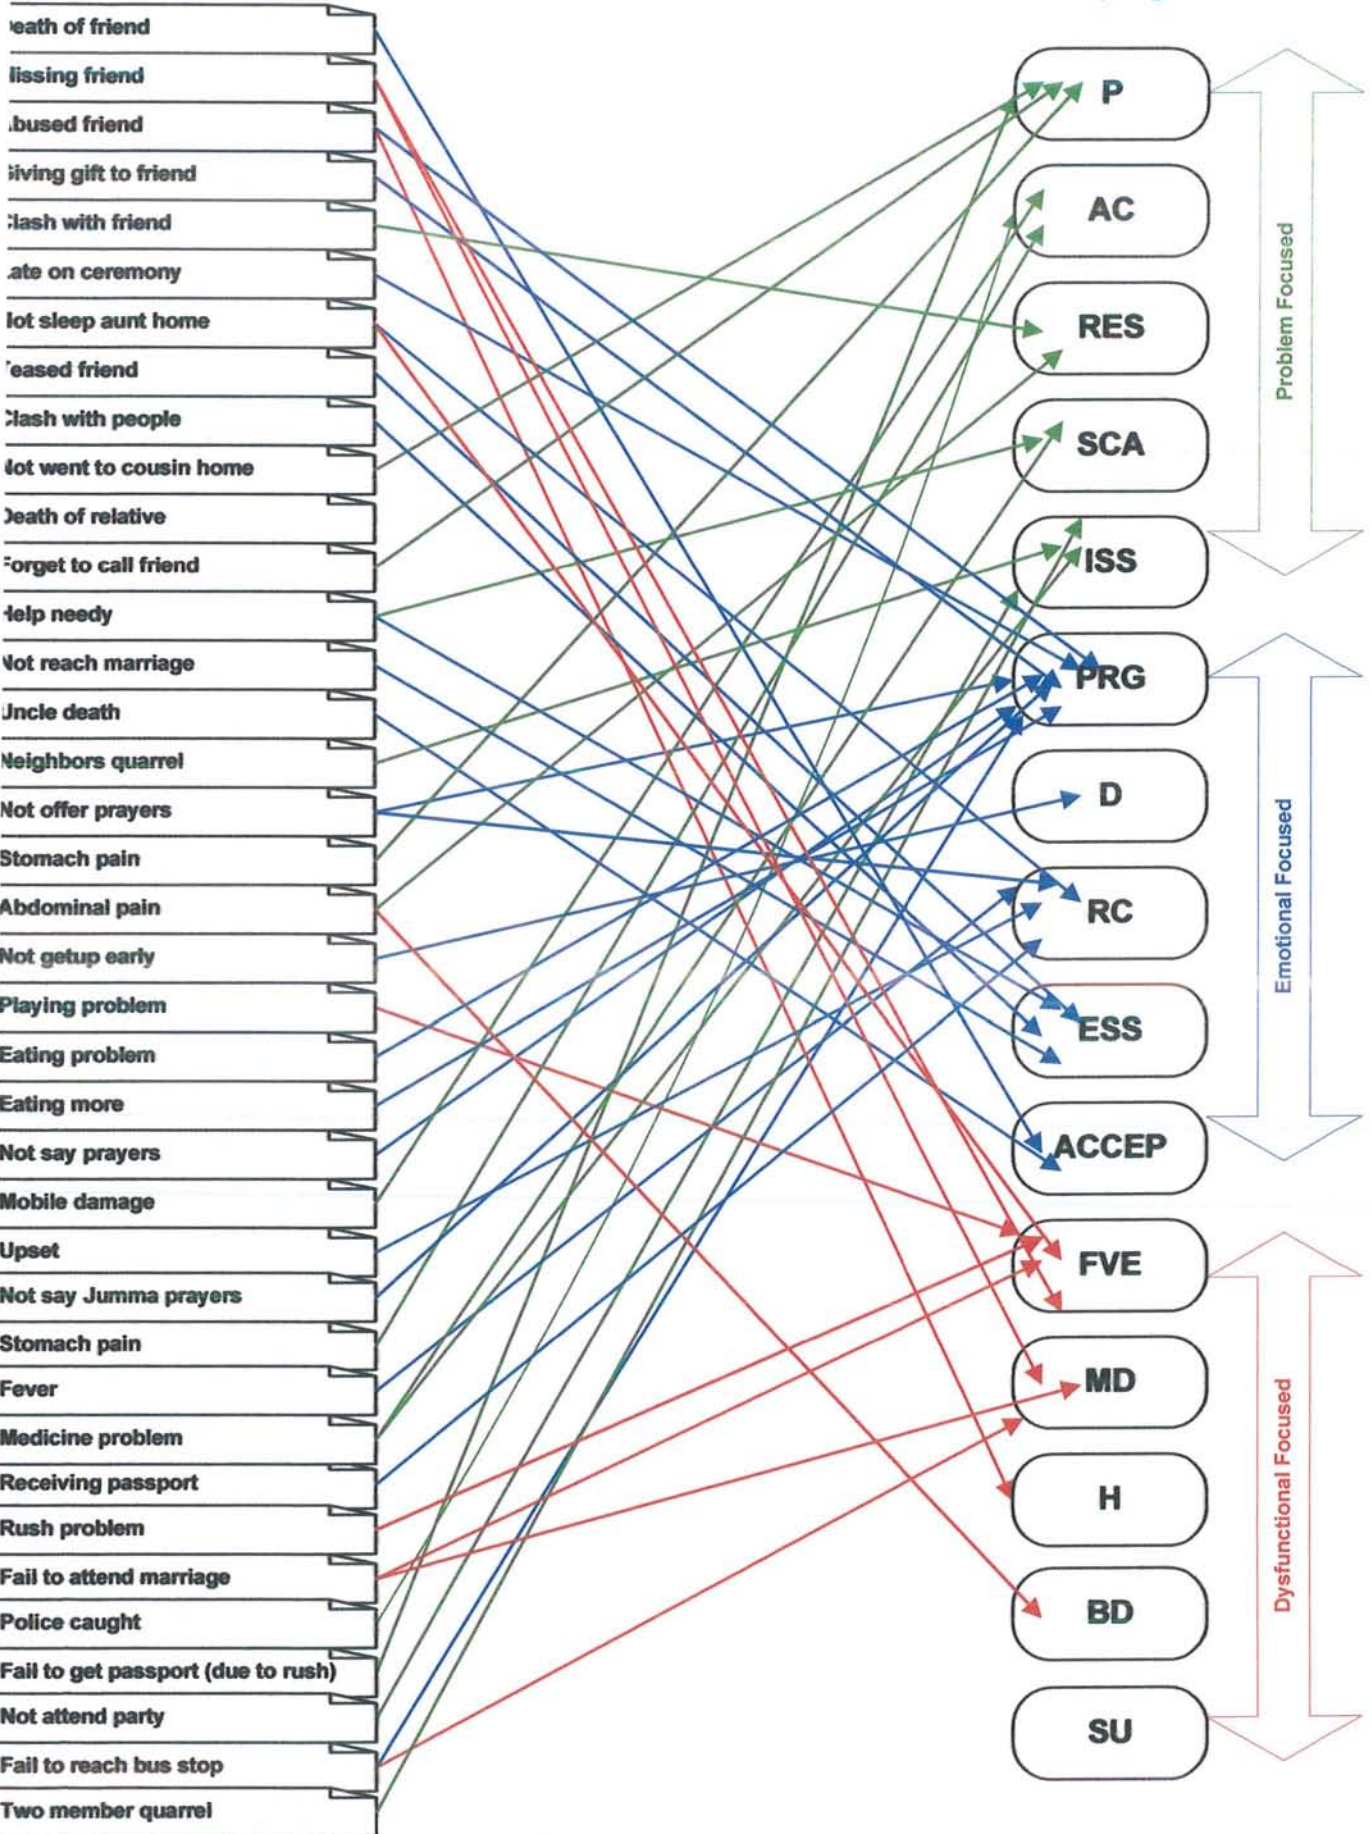 eath of friend
issing friend
bused friend
iving gift to friend
lash with friend
ate on ceremony
ot sleep aunt home
eased friend
lash with people
ot went to cousin home
Death of relative
Forget to call friend
Help needy
Not reach marriage
Uncle death
Neighbors quarrel
Not offer prayers
Stomach pain
Abdominal pain
Not getup early
Playing problem
Eating problem
Eating more
Not say prayers
Mobile damage
Upset
Not say Jumma prayers
Stomach pain
Fever
Medicine problem
Receiving passport
Rush problem
Fail to attend marriage
Police caught
Fail to get passport (due to rush)
Not attend party
Fail to reach bus stop
Two member quarrel
P
AC
RES
SCA
ISS
PRG
D
RC
ESS
ACCEP
FVE
MD
H
BD
SU
Problem Focused
Emotional Focused
Dysfunctional Focused